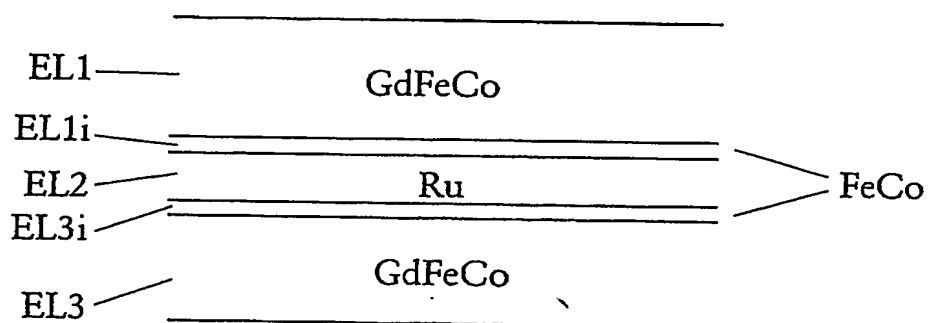 EL1
GdFeCo
EL1i
EL2
Ru
FeCo
EL3i
GdFeCo
EL3